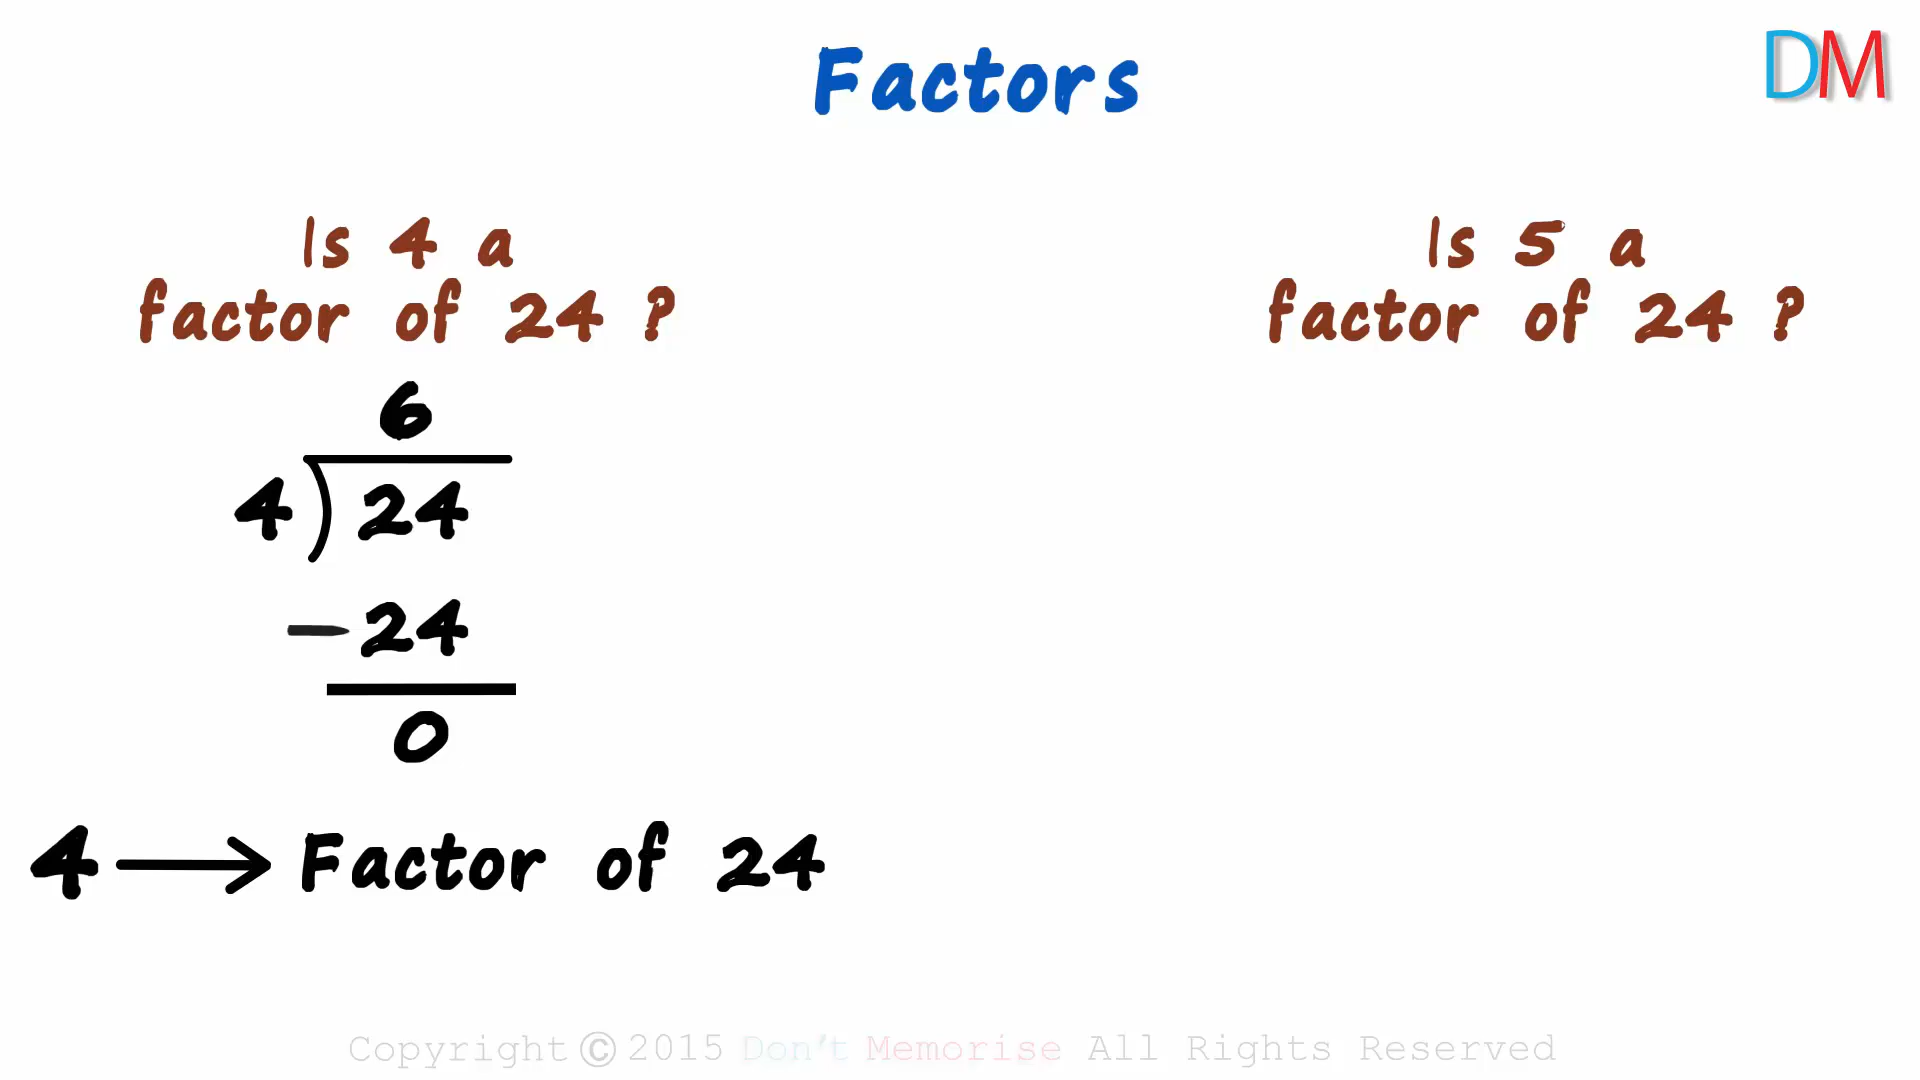 Factors
DM
Is 4 a
factor of 24 ?
6
4) 24
-24
0
4 → Factor of 24
Is 5 a
factor of 24 ?
Copyright © 2015 Don't Memorise All Rights Reserved